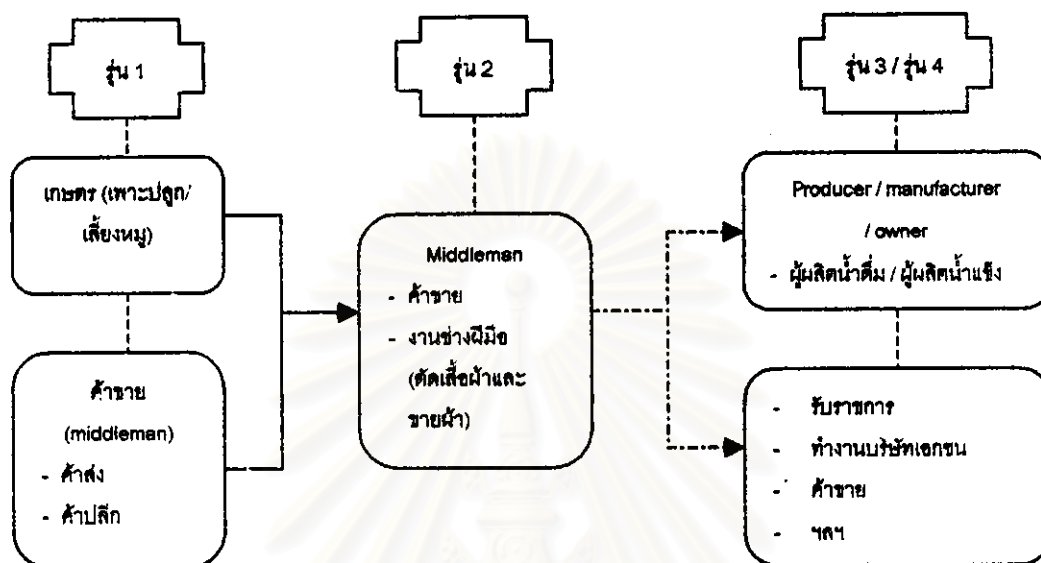 รุ่น 1
เกษตร (เพาะปลูก/
เลี้ยงหมู)
ค้าขาย
(middleman)
- ค้าส่ง
- ค้าปลีก
รุ่น 2
Middleman
- ค้าขาย
- งานช่างฝีมือ
(ตัดเสื้อผ้าและ
ขายผ้า)
รุ่น 3 / รุ่น 4
Producer / manufacturer
/ owner
- ผู้ผลิตน้ำดื่ม / ผู้ผลิตน้ำแข็ง
- รับราชการ
- ทำงานบริษัทเอกชน
- ค้าขาย
- ฯลฯ